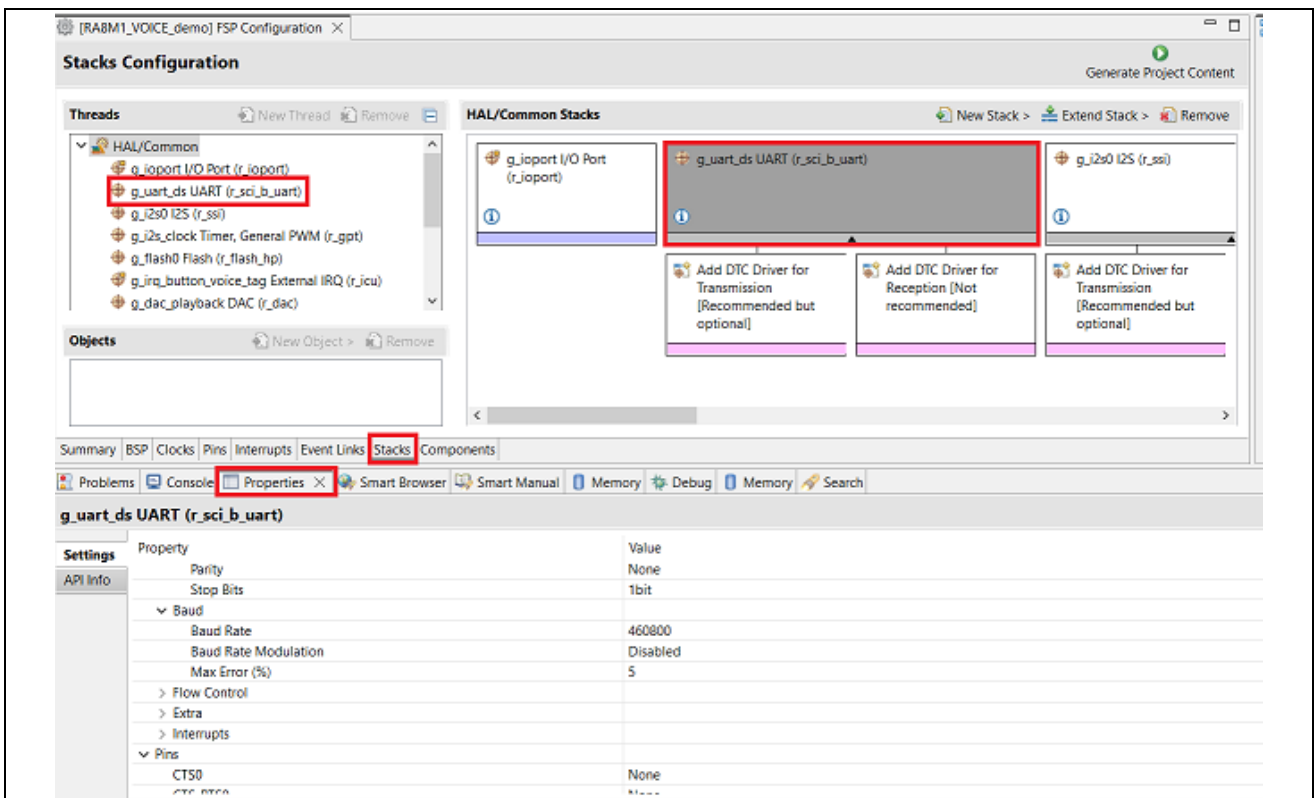 [RA8M1_VOICE_demo] FSP Configuration
Stacks Configuration
Generate Project Content
Threads
New Thread
Remove
HAL/Common
g_ioport I/O Port (r_ioport)
g_uart_ds UART (r_sci_b_uart)
g_i2s0 I2S (r_ssi)
g_i2s_clock Timer, General PWM (r_gpt)
g_flash0 Flash (r_flash_hp)
g_irq_button_voice_tag External IRQ (r_icu)
g_dac_playback DAC (r_dac)
Objects
New Object >
Remove
HAL/Common Stacks
New Stack >
Extend Stack >
Remove
g_ioport I/O Port
(r_ioport)
g_uart_ds UART (r_sci_b_uart)
g_i2s0 I2S (r_ssi)
Add DTC Driver for
Transmission
[Recommended but
optional]
Add DTC Driver for
Reception [Not
recommended]
Add DTC Driver for
Transmission
[Recommended but
optional]
Summary BSP Clocks Pins Interrupts Event Links Stacks Components
Problems Console Properties Smart Browser Smart Manual Memory Debug Memory Search
g_uart_ds UART (r_sci_b_uart)
Settings
API Info
Property Value
Parity None
Stop Bits 1bit
Baud
Baud Rate 460800
Baud Rate Modulation Disabled
Max Error (%) 5
Flow Control
Extra
Interrupts
Pins
CTS0 None